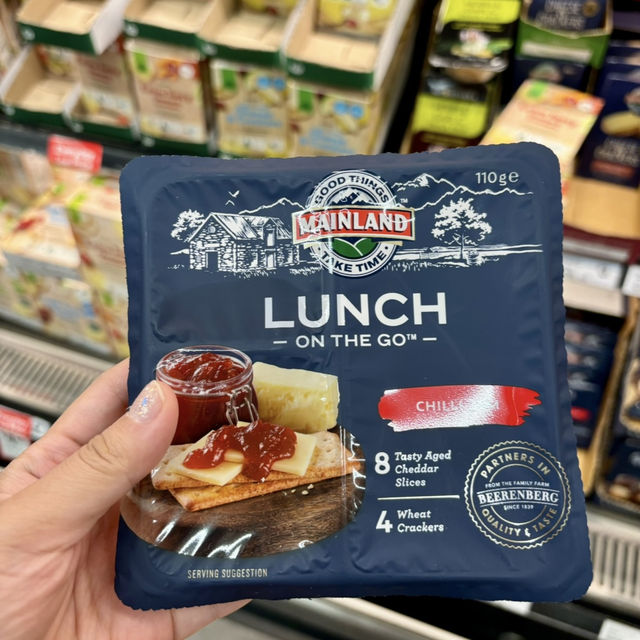 110g e
GOOD THINGS
MAINLAND
TAKE TIME
LUNCH
ON THE GO™
8 Tasty Aged
Cheddar
Slices
4 Wheat
Crackers
PARTNERS IN
FROM THE FAMILY FARM
BEERENBERG
SINCE 1839
QUALITY & TASTE
SERVING SUGGESTION